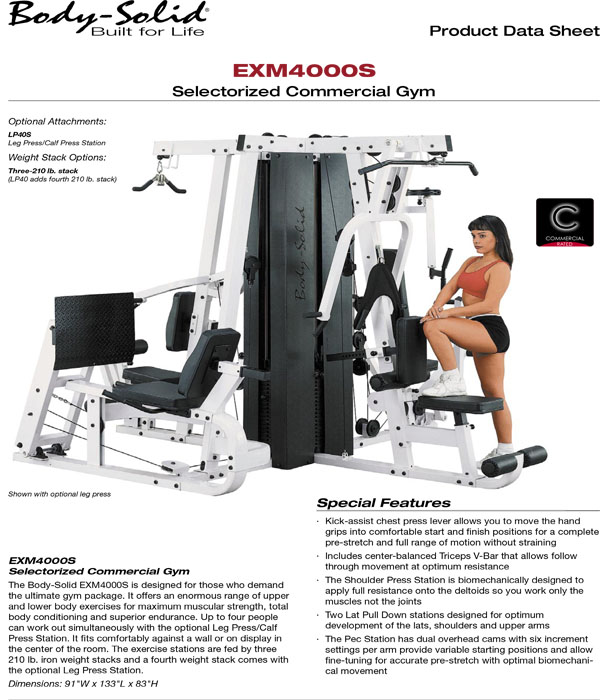 Body-Solid®
Built for Life
Product Data Sheet
EXM4000S
Selectorized Commercial Gym
Optional Attachments:
LP40S
Leg Press/Calf Press Station
Weight Stack Options:
Three-210 lb. stack
(LP40 adds fourth 210 lb. stack)
Body-Solid
C
COMMERCIAL
RATED
Shown with optional leg press
EXM4000S
Selectorized Commercial Gym
The Body-Solid EXM4000S is designed for those who demand
the ultimate gym package. It offers an enormous range of upper
and lower body exercises for maximum muscular strength, total
body conditioning and superior endurance. Up to four people
can work out simultaneously with the optional Leg Press/Calf
Press Station. It fits comfortably against a wall or on display in
the center of the room. The exercise stations are fed by three
210 lb. iron weight stacks and a fourth weight stack comes with
the optional Leg Press Station.
Dimensions: 91"W x 133"L x 83"H
Special Features
· Kick-assist chest press lever allows you to move the hand
grips into comfortable start and finish positions for a complete
pre-stretch and full range of motion without straining
· Includes center-balanced Triceps V-Bar that allows follow
through movement at optimum resistance
· The Shoulder Press Station is biomechanically designed to
apply full resistance onto the deltoids so you work only the
muscles not the joints
· Two Lat Pull Down stations designed for optimum
development of the lats, shoulders and upper arms
· The Pec Station has dual overhead cams with six increment
settings per arm provide variable starting positions and allow
fine-tuning for accurate pre-stretch with optimal biomechani-
cal movement